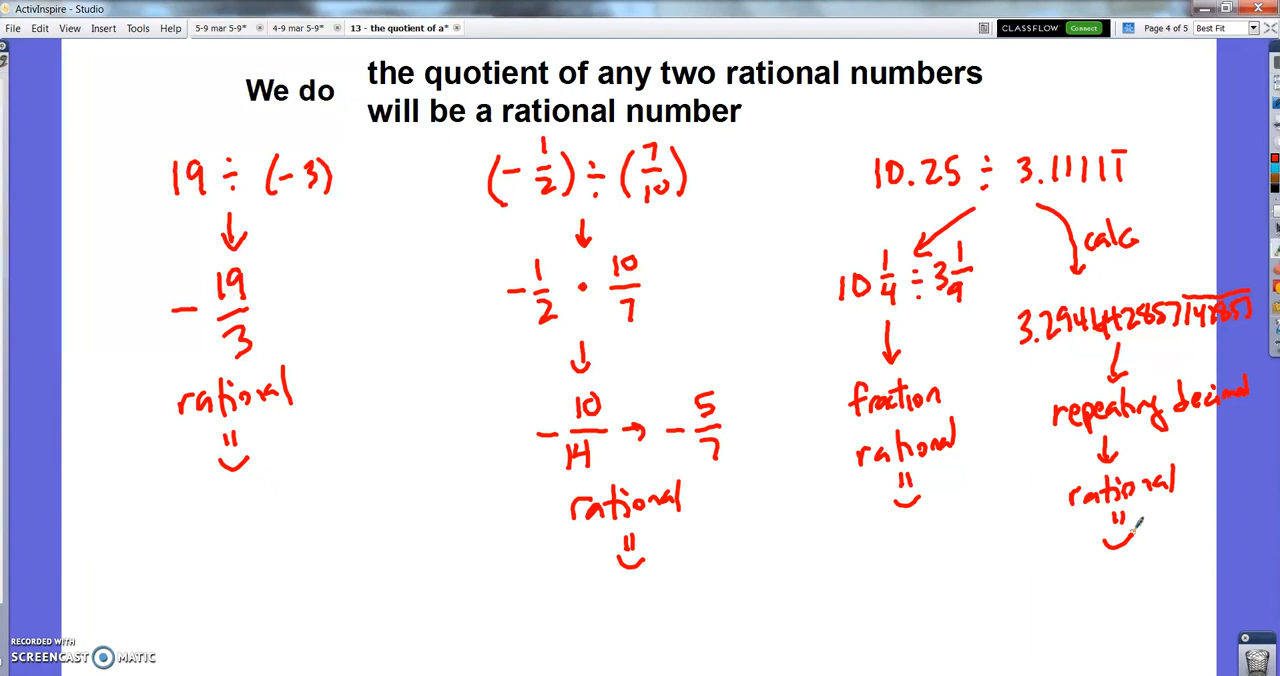 ActivInspire - Studio
File Edit View Insert Tools Help
5-9 mar 5-9* 4-9 mar 5-9* 13 - the quotient of a*
CLASSFLOW Connect
Page 4 of 5 Best Fit
We do
the quotient of any two rational numbers
will be a rational number
19 ÷ (-3)
- 19/3
rational
(-1/2) ÷ (7/10)
-1/2 · 10/7
-10/14 → -5/7
rational
10.25 ÷ 3.11111̅
10 1/4 ÷ 3 1/9
fraction
rational
calc
repeating decimal
rational
RECORDED WITH
SCREENCAST MATIC